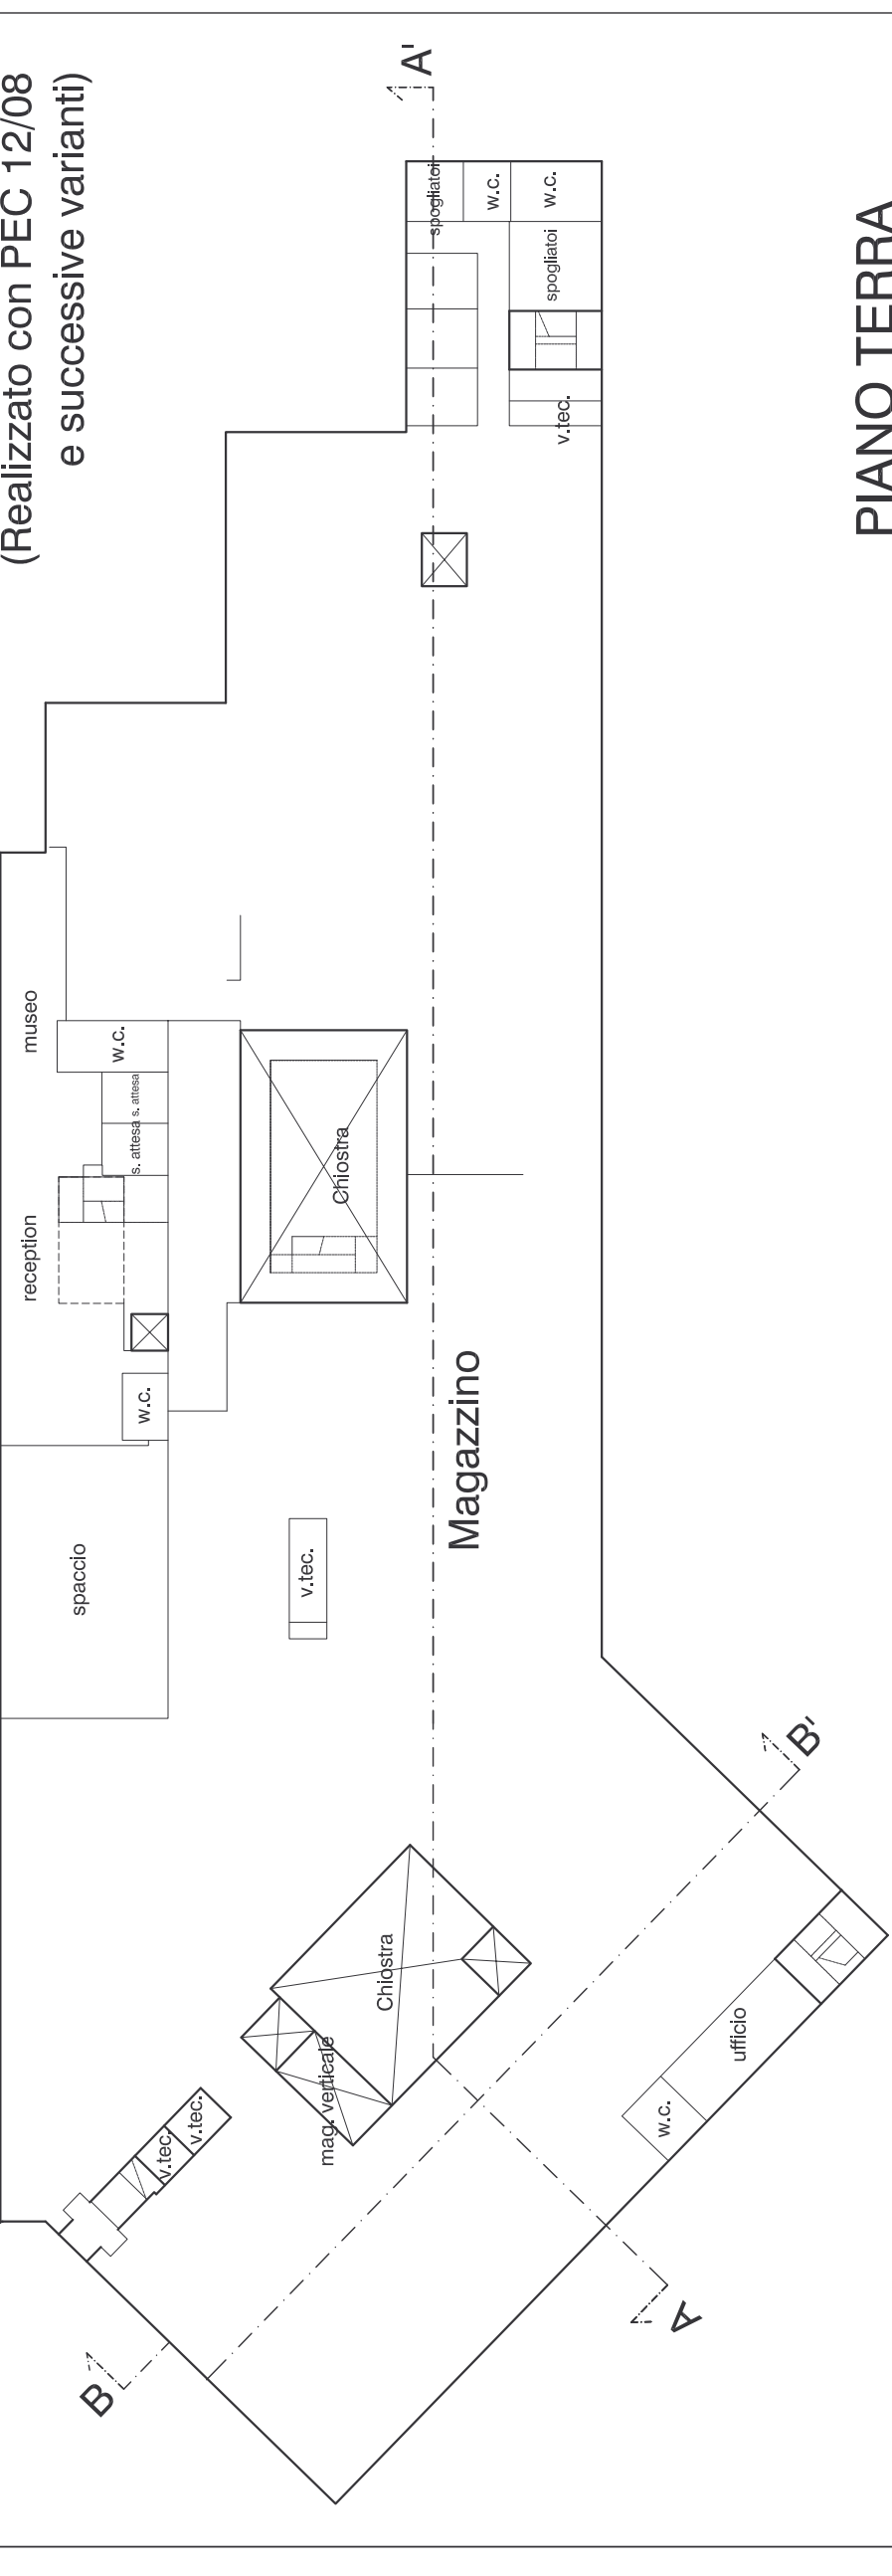 (Realizzato con PEC 12/08
e successive varianti)
A'
spogliatoi
w.c.
w.c.
spogliatoi
v.tec.
PIANO TERRA
museo
w.c.
s. attesa
s. attesa
reception
Chiostra
w.c.
Magazzino
spaccio
v.tec.
B'
Chiostra
mag. verticale
ufficio
w.c.
v.tec.
v.tec.
A
B